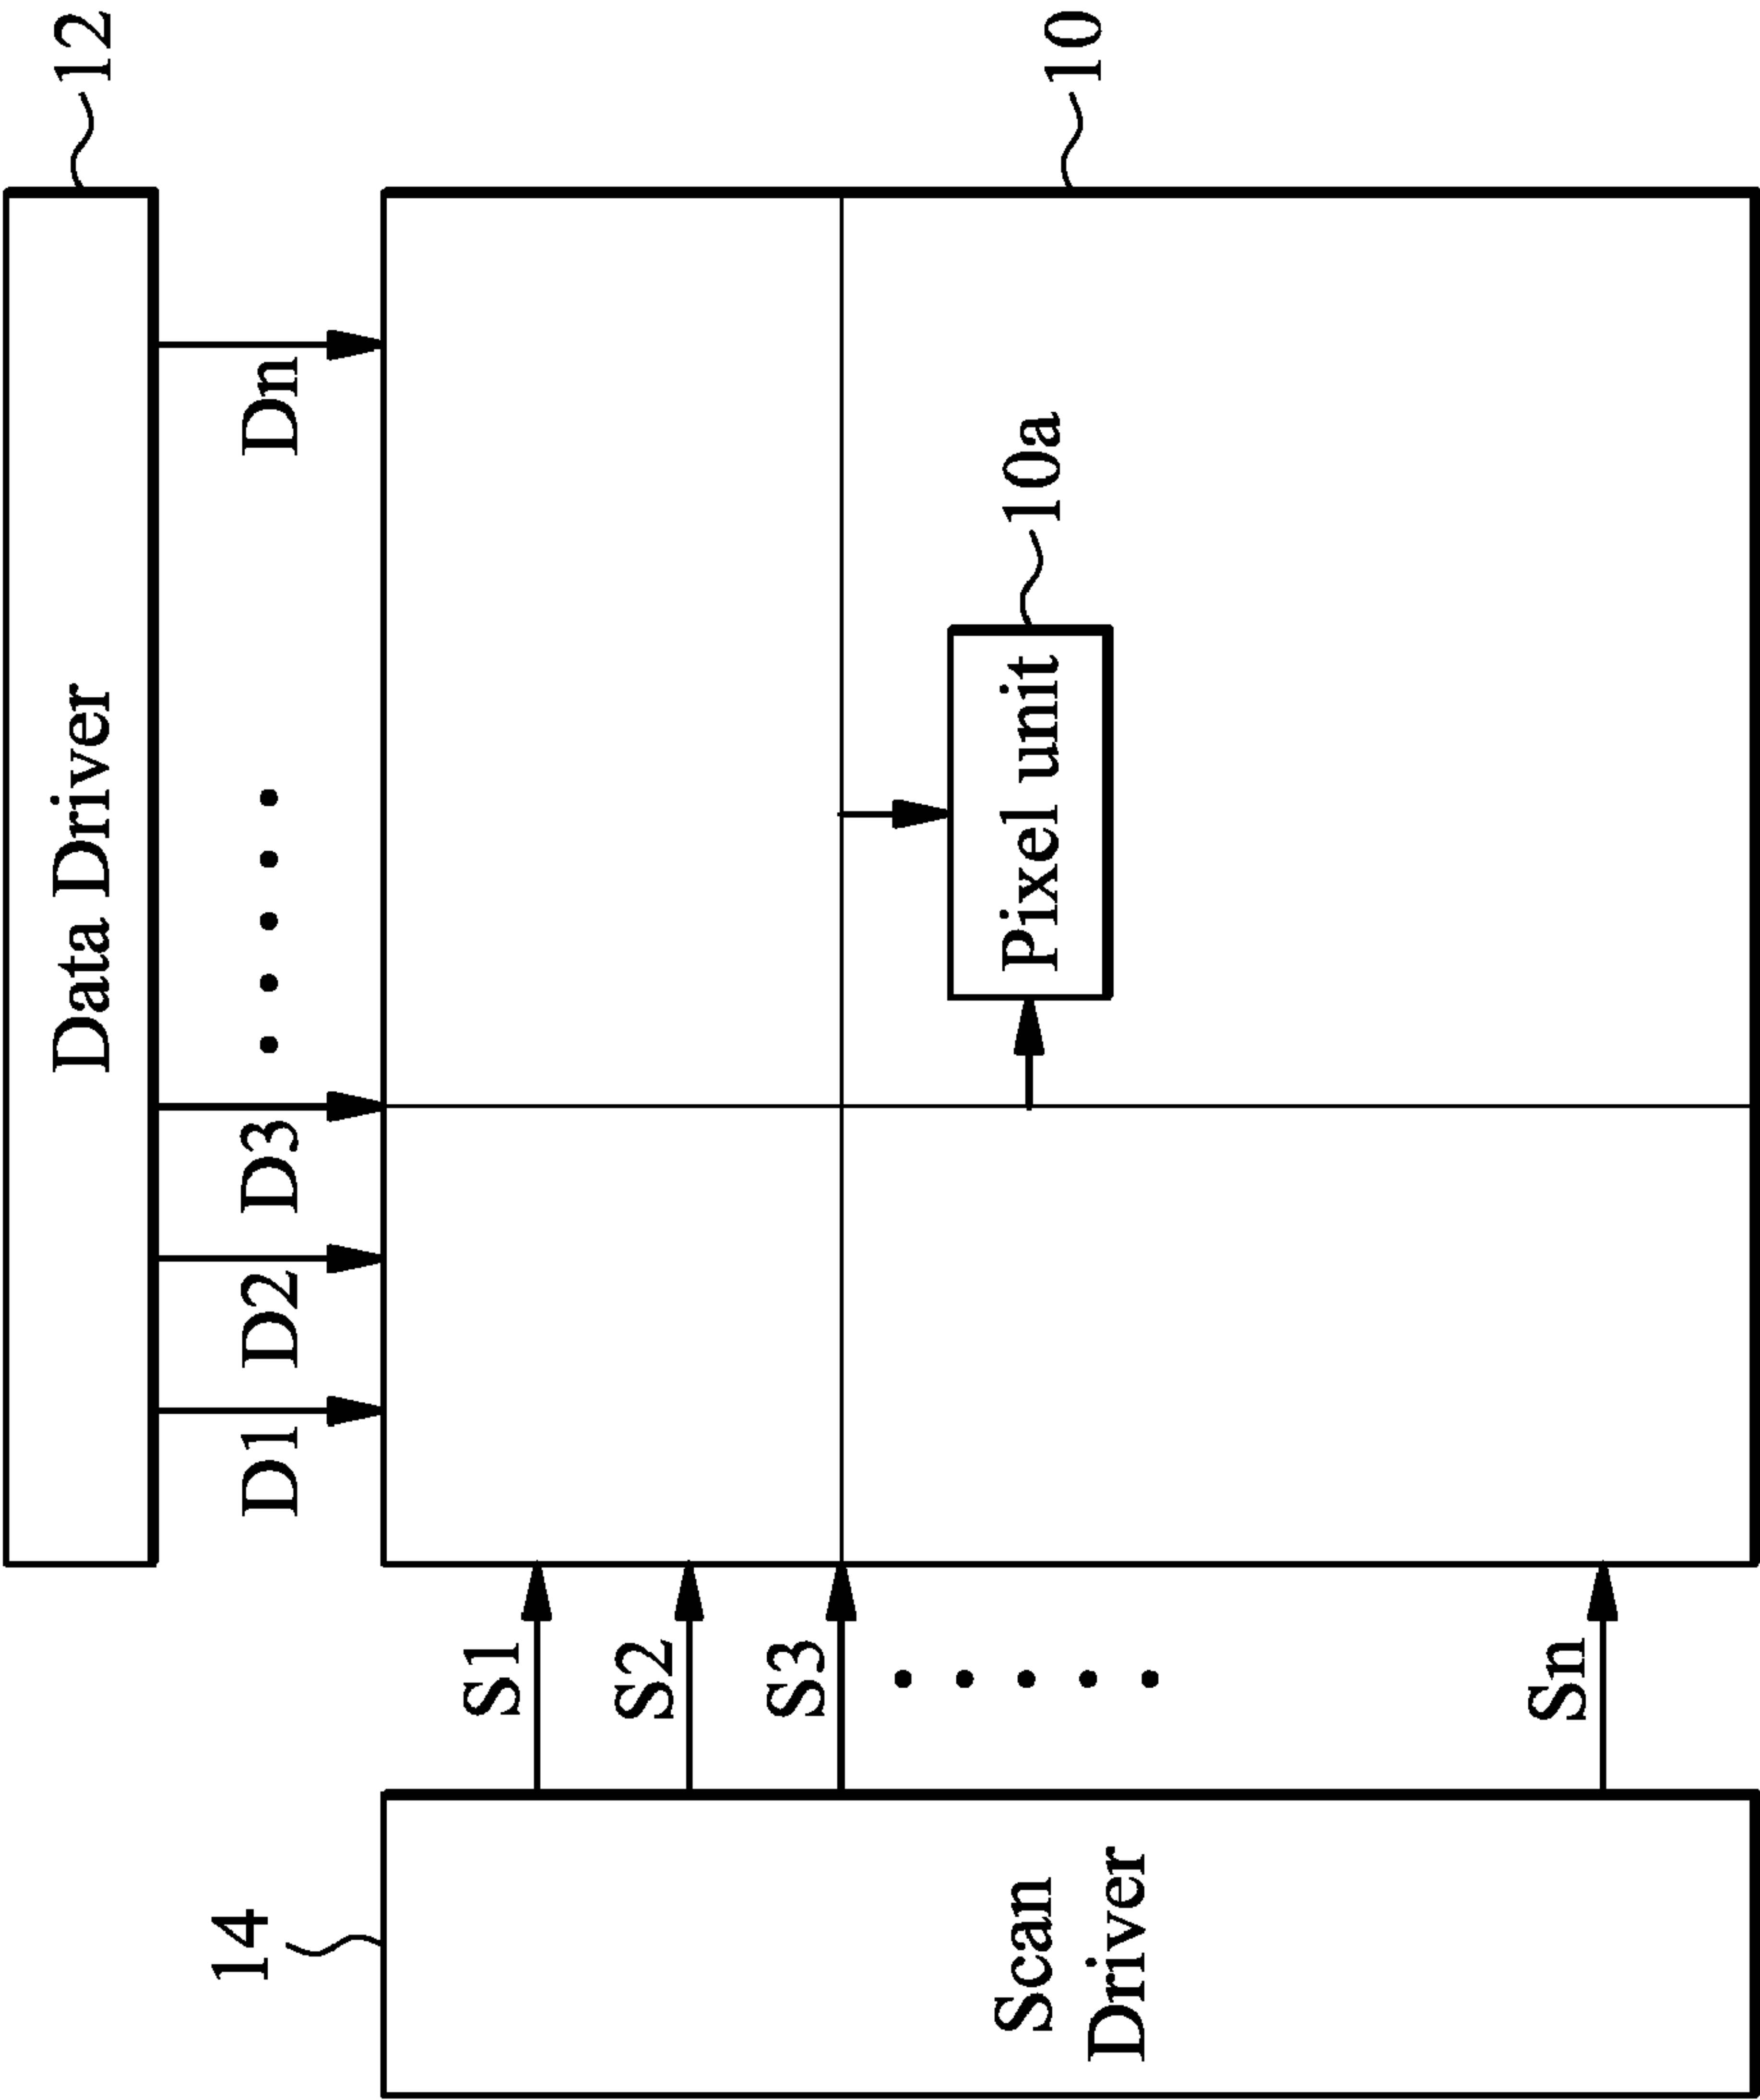 Data Driver
12
D1
D2
D3
.....
Dn
14
Scan
Driver
S1
S2
S3
.....
Sn
10
Pixel unit
10a